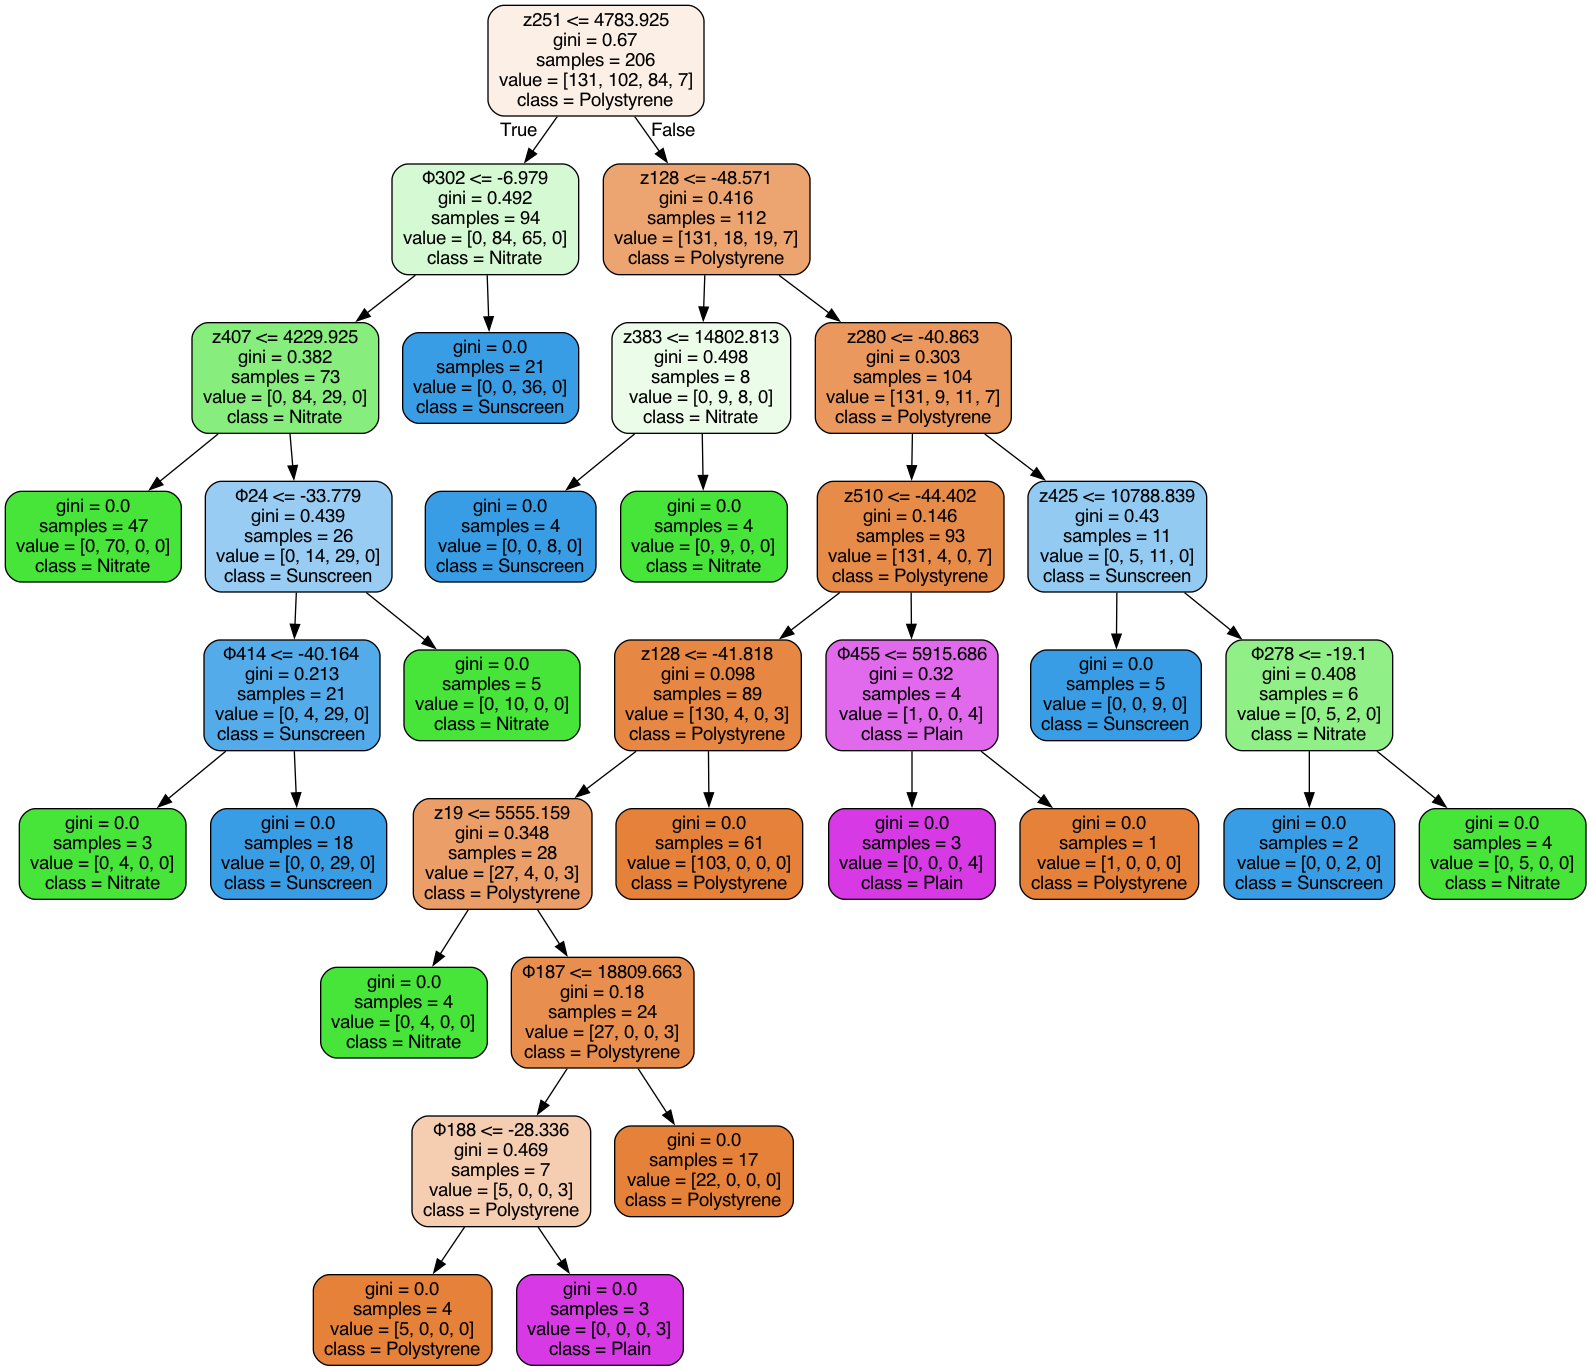 z251 <= 4783.925
gini = 0.67
samples = 206
value = [131, 102, 84, 7]
class = Polystyrene
True
False
Φ302 <= -6.979
gini = 0.492
samples = 94
value = [0, 84, 65, 0]
class = Nitrate
z128 <= -48.571
gini = 0.416
samples = 112
value = [131, 18, 19, 7]
class = Polystyrene
z407 <= 4229.925
gini = 0.382
samples = 73
value = [0, 84, 29, 0]
class = Nitrate
gini = 0.0
samples = 21
value = [0, 0, 36, 0]
class = Sunscreen
z383 <= 14802.813
gini = 0.498
samples = 8
value = [0, 9, 8, 0]
class = Nitrate
z280 <= -40.863
gini = 0.303
samples = 104
value = [131, 9, 11, 7]
class = Polystyrene
gini = 0.0
samples = 47
value = [0, 70, 0, 0]
class = Nitrate
Φ24 <= -33.779
gini = 0.439
samples = 26
value = [0, 14, 29, 0]
class = Sunscreen
gini = 0.0
samples = 4
value = [0, 0, 8, 0]
class = Sunscreen
gini = 0.0
samples = 4
value = [0, 9, 0, 0]
class = Nitrate
z510 <= -44.402
gini = 0.146
samples = 93
value = [131, 4, 0, 7]
class = Polystyrene
z425 <= 10788.839
gini = 0.43
samples = 11
value = [0, 5, 11, 0]
class = Sunscreen
Φ414 <= -40.164
gini = 0.213
samples = 21
value = [0, 4, 29, 0]
class = Sunscreen
gini = 0.0
samples = 5
value = [0, 10, 0, 0]
class = Nitrate
z128 <= -41.818
gini = 0.098
samples = 89
value = [130, 4, 0, 3]
class = Polystyrene
Φ455 <= 5915.686
gini = 0.32
samples = 4
value = [1, 0, 0, 4]
class = Plain
gini = 0.0
samples = 5
value = [0, 0, 9, 0]
class = Sunscreen
Φ278 <= -19.1
gini = 0.408
samples = 6
value = [0, 5, 2, 0]
class = Nitrate
gini = 0.0
samples = 3
value = [0, 4, 0, 0]
class = Nitrate
gini = 0.0
samples = 18
value = [0, 0, 29, 0]
class = Sunscreen
z19 <= 5555.159
gini = 0.348
samples = 28
value = [27, 4, 0, 3]
class = Polystyrene
gini = 0.0
samples = 61
value = [103, 0, 0, 0]
class = Polystyrene
gini = 0.0
samples = 3
value = [0, 0, 0, 4]
class = Plain
gini = 0.0
samples = 1
value = [1, 0, 0, 0]
class = Polystyrene
gini = 0.0
samples = 2
value = [0, 0, 2, 0]
class = Sunscreen
gini = 0.0
samples = 4
value = [0, 5, 0, 0]
class = Nitrate
gini = 0.0
samples = 4
value = [0, 4, 0, 0]
class = Nitrate
Φ187 <= 18809.663
gini = 0.18
samples = 24
value = [27, 0, 0, 3]
class = Polystyrene
Φ188 <= -28.336
gini = 0.469
samples = 7
value = [5, 0, 0, 3]
class = Polystyrene
gini = 0.0
samples = 17
value = [22, 0, 0, 0]
class = Polystyrene
gini = 0.0
samples = 4
value = [5, 0, 0, 0]
class = Polystyrene
gini = 0.0
samples = 3
value = [0, 0, 0, 3]
class = Plain